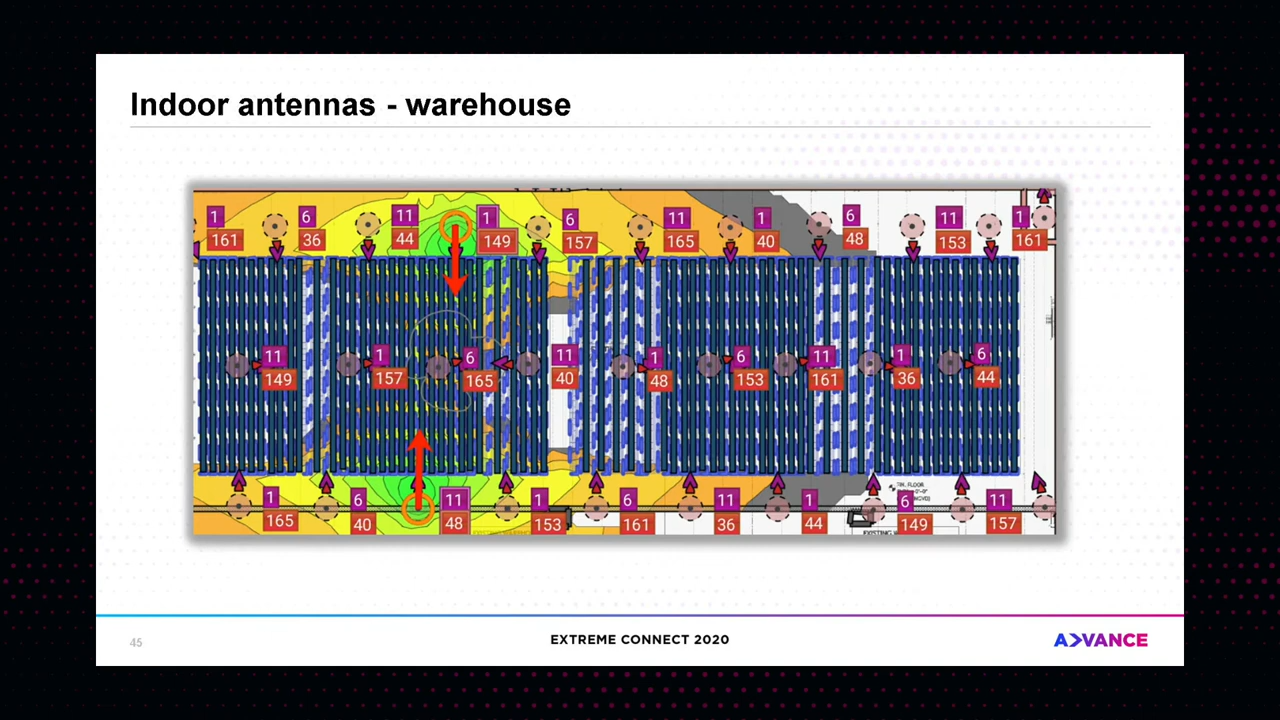 Indoor antennas - warehouse
1 6 11 1 6 11 1 6 11 1
161 36 44 149 157 165 40 48 153 161
11 1 6 11 1 6 11 1 6
149 157 165 40 48 153 161 36 44
1 6 11 1 6 11 1 6 11
165 40 48 153 161 36 44 149 157
45
EXTREME CONNECT 2020
ADVANCE